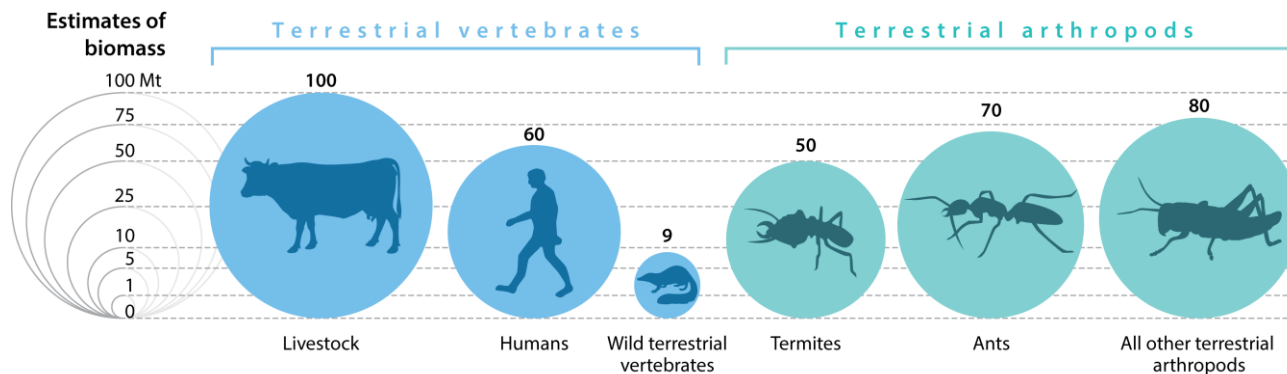 Estimates of
biomass
Terrestrial vertebrates
Terrestrial arthropods
100 Mt
75
50
25
10
5
1
0
100
60
9
50
70
80
Livestock
Humans
Wild terrestrial
vertebrates
Termites
Ants
All other terrestrial
arthropods